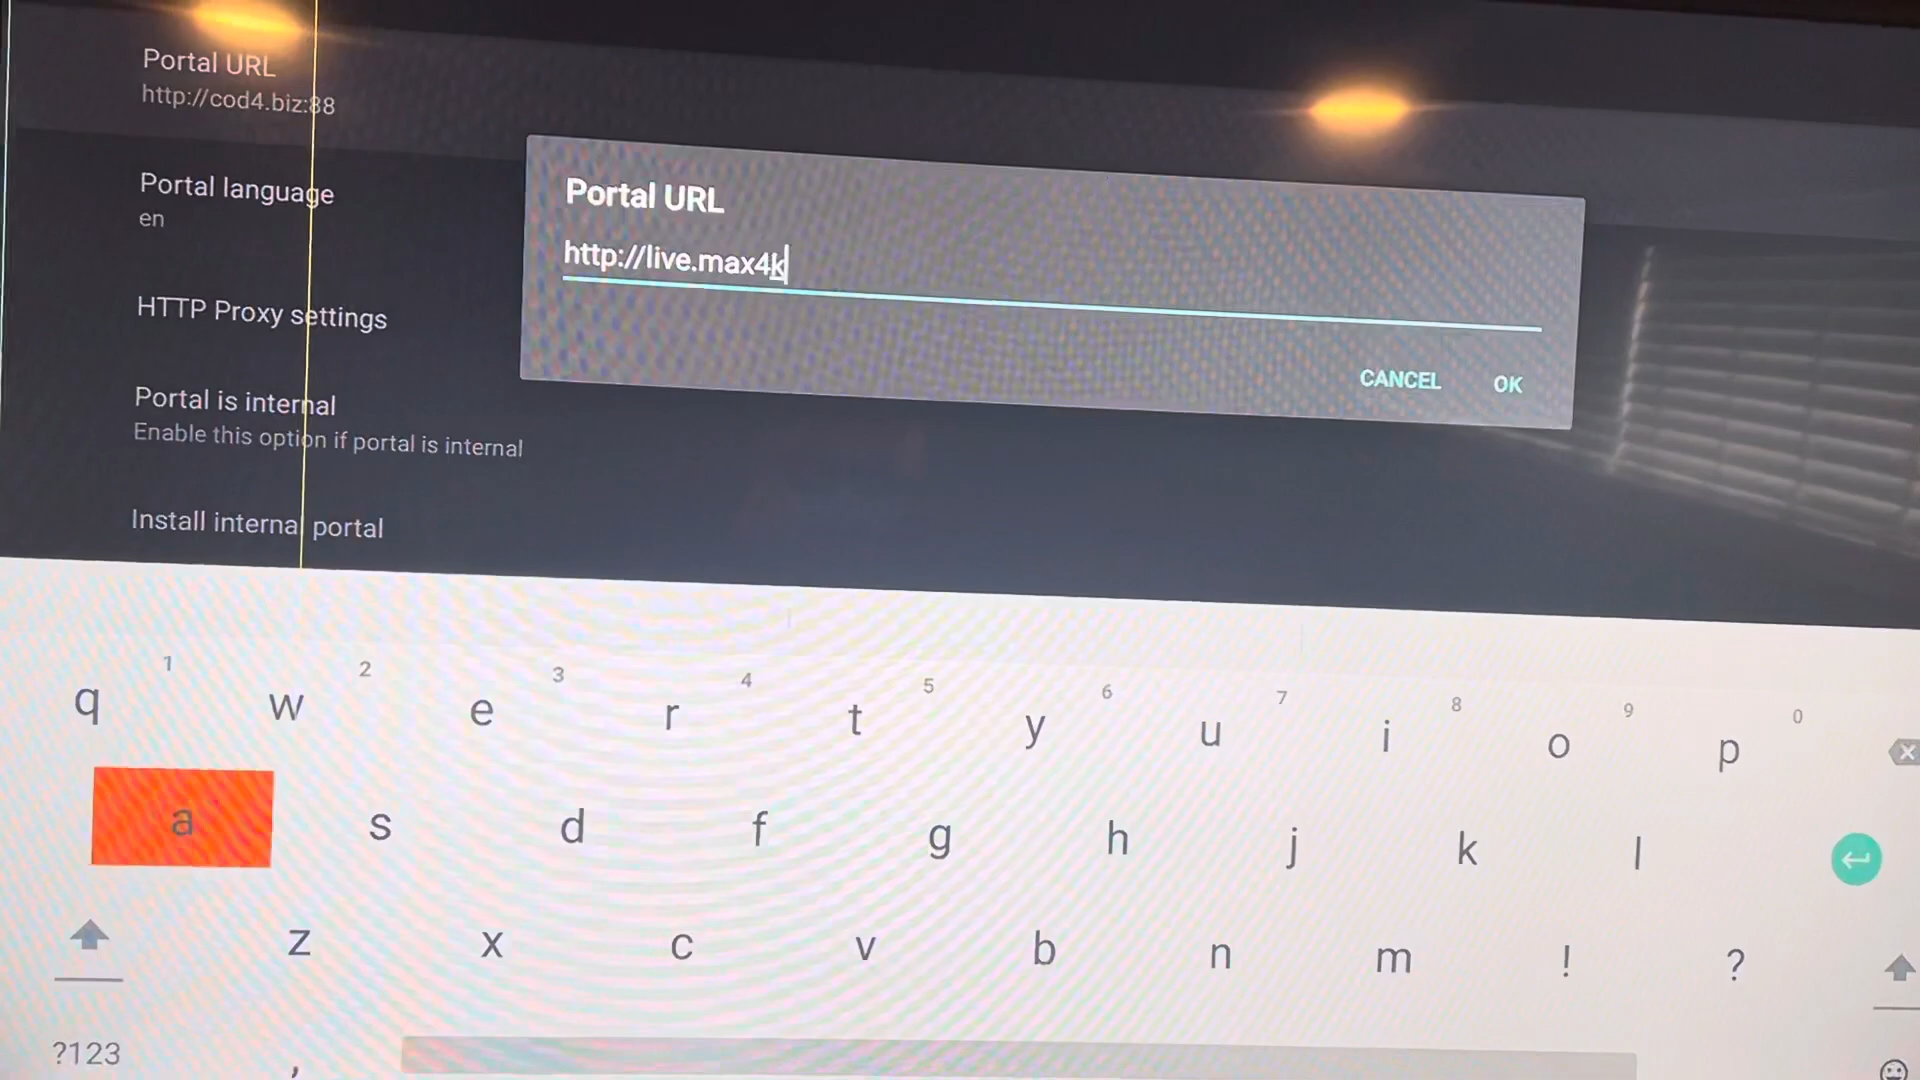 Portal URL
http://cod4.biz:88
Portal language
en
HTTP Proxy settings
Portal is internal
Enable this option if portal is internal
Install internal portal
Portal URL
http://live.max4k
CANCEL
OK
1 2 3 4 5 6 7 8 9 0
q w e r t y u i o p
a s d f g h j k l
z x c v b n m ! ?
?123 ,